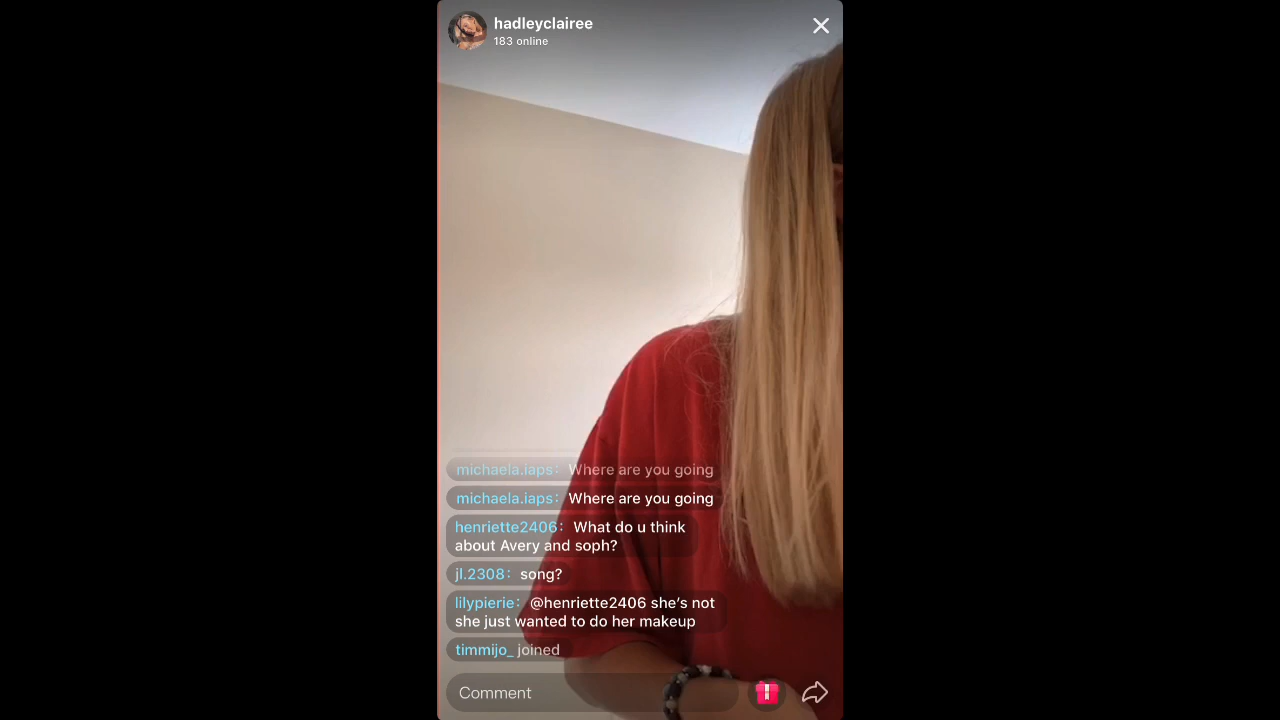 hadleyclairee
183 online
michaela.iaps: Where are you going
michaela.iaps: Where are you going
henriette2406: What do u think
about Avery and soph?
jl.2308: song?
lilypierie: @henriette2406 she's not
she just wanted to do her makeup
timmijo_ joined
Comment